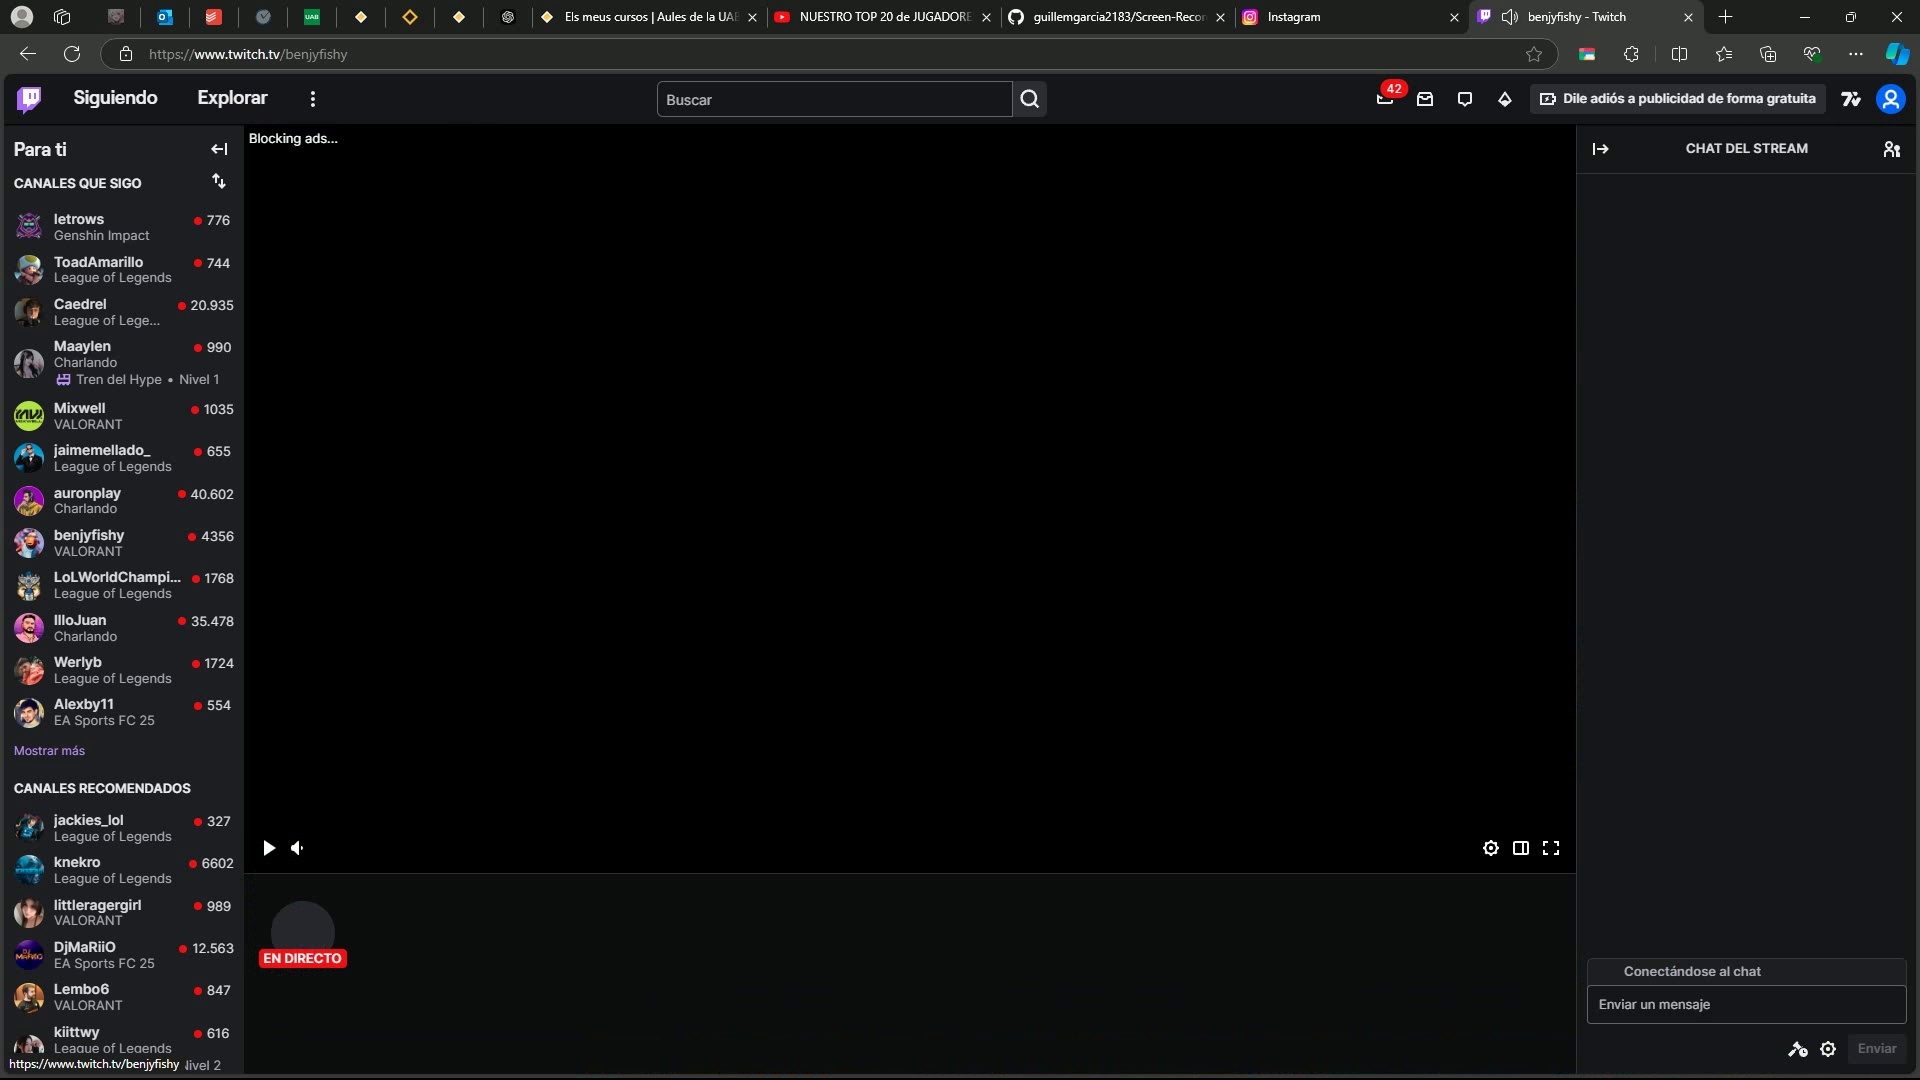 Els meus cursos | Aules de la UAB
NUESTRO TOP 20 de JUGADORE
guillemgarcia2183/Screen-Recor
Instagram
benjyfishy - Twitch
https://www.twitch.tv/benjyfishy
Siguiendo
Explorar
Buscar
42
Dile adiós a publicidad de forma gratuita
Para ti
CANALES QUE SIGO
letrows
776
Genshin Impact
ToadAmarillo
744
League of Legends
Caedrel
20.935
League of Lege...
Maaylen
990
Charlando
Tren del Hype • Nivel 1
Mixwell
1035
VALORANT
jaimemellado_
655
League of Legends
auronplay
40.602
Charlando
benjyfishy
4356
VALORANT
LoLWorldChampi...
1768
League of Legends
IlloJuan
35.478
Charlando
Werlyb
1724
League of Legends
Alexby11
554
EA Sports FC 25
Mostrar más
CANALES RECOMENDADOS
jackies_lol
327
League of Legends
knekro
6602
League of Legends
littleragergirl
989
VALORANT
DjMaRiiO
12.563
EA Sports FC 25
Lembo6
847
VALORANT
kiittwy
616
League of Legends
https://www.twitch.tv/benjyfishy
ivel 2
Blocking ads...
EN DIRECTO
CHAT DEL STREAM
Conectándose al chat
Enviar un mensaje
Enviar